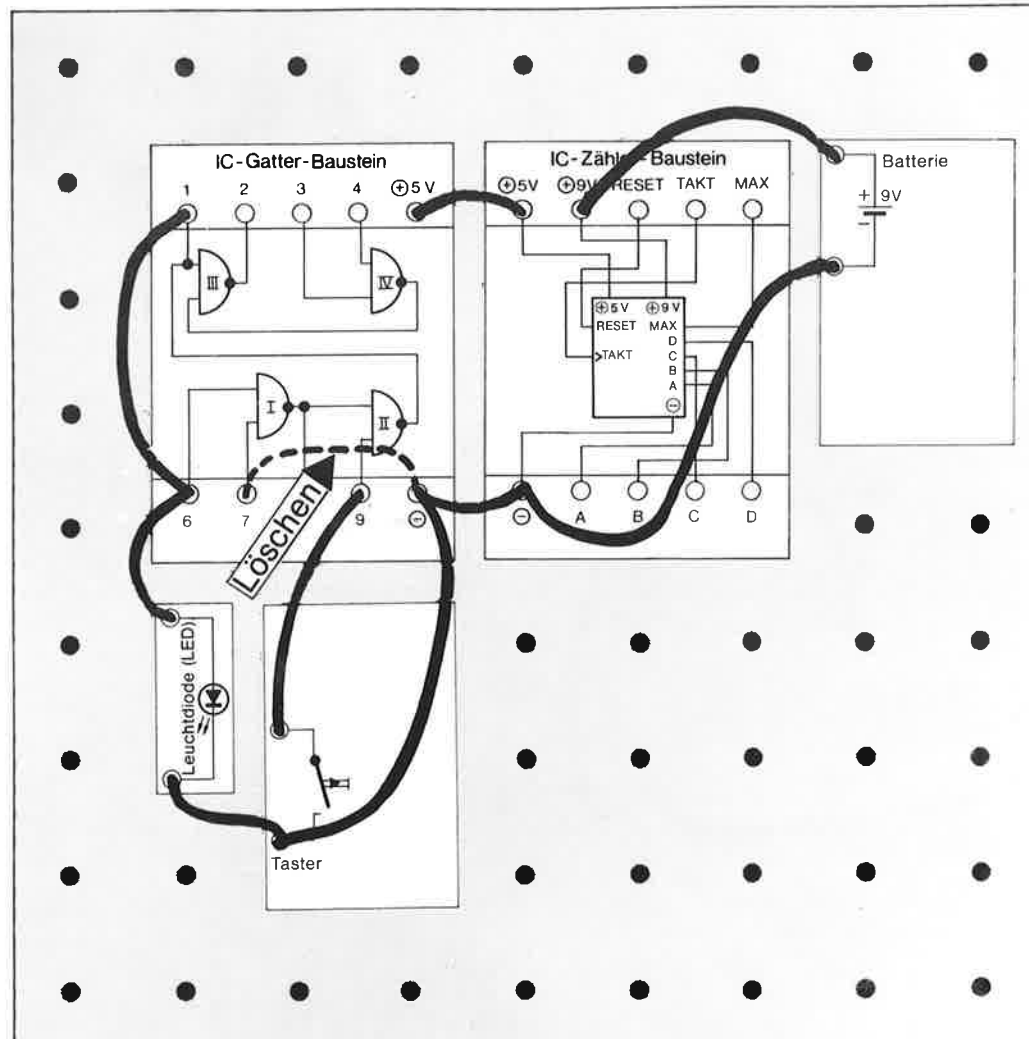 IC-Gatter-Baustein
1 2 3 4 ⊕5 V
III IV
I II
6 7 9 ⊖
Löschen
IC-Zähler-Baustein
⊕5V ⊕9V RESET TAKT MAX
⊕5 V ⊕9 V
RESET MAX
D
TAKT C
B
A
⊖
⊖ A B C D
Batterie
+ 9V
-
Leuchtdiode (LED)
Taster